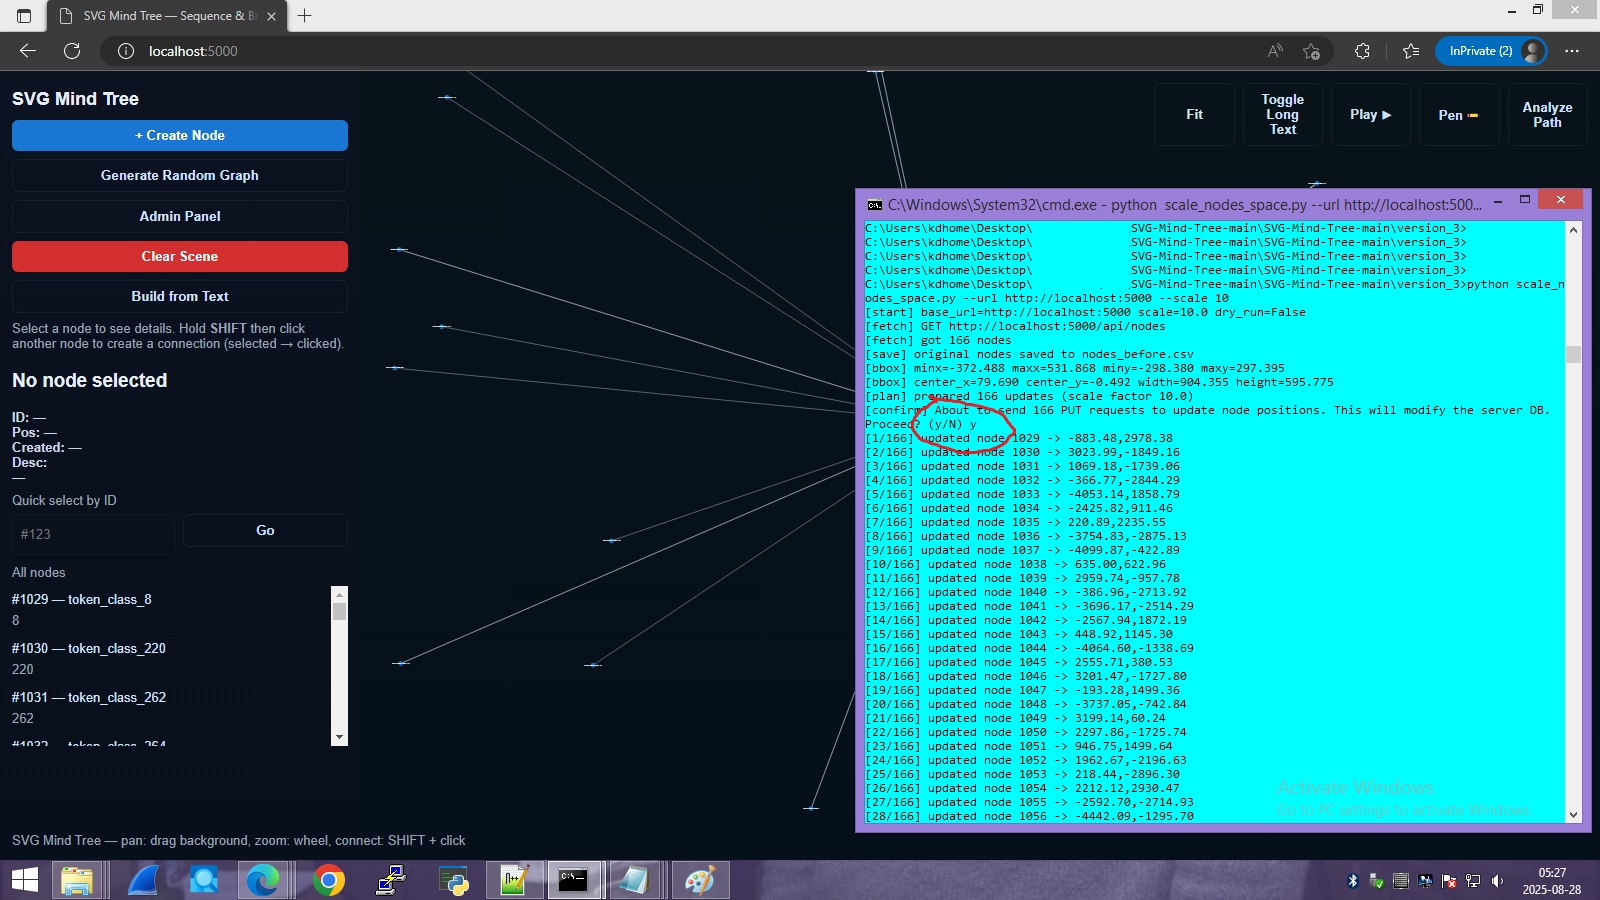 SVG Mind Tree — Sequence & B
localhost:5000
InPrivate (2)
SVG Mind Tree
+ Create Node
Generate Random Graph
Admin Panel
Clear Scene
Build from Text
Select a node to see details. Hold SHIFT then click
another node to create a connection (selected → clicked).
No node selected
ID: —
Pos: —
Created: —
Desc:
—
Quick select by ID
#123
Go
All nodes
#1029 — token_class_8
8
#1030 — token_class_220
220
#1031 — token_class_262
262
#1032 — token_class_264
SVG Mind Tree — pan: drag background, zoom: wheel, connect: SHIFT + click
Fit
Toggle
Long
Text
Play ▶
Pen
Analyze
Path
C:\Windows\System32\cmd.exe - python  scale_nodes_space.py --url http://localhost:500...
C:\Users\kdhome\Desktop\ .SVG-Mind-Tree-main\SVG-Mind-Tree-main\version_3>
C:\Users\kdhome\Desktop\ .SVG-Mind-Tree-main\SVG-Mind-Tree-main\version_3>
C:\Users\kdhome\Desktop\ .SVG-Mind-Tree-main\SVG-Mind-Tree-main\version_3>
C:\Users\kdhome\Desktop\ .SVG-Mind-Tree-main\SVG-Mind-Tree-main\version_3>
C:\Users\kdhome\Desktop\ .SVG-Mind-Tree-main\SVG-Mind-Tree-main\version_3>python scale_n
odes_space.py --url http://localhost:5000 --scale 10
[start] base_url=http://localhost:5000 scale=10.0 dry_run=False
[fetch] GET http://localhost:5000/api/nodes
[fetch] got 166 nodes
[save] original nodes saved to nodes_before.csv
[bbox] minx=-372.488 maxx=531.868 miny=-298.380 maxy=297.395
[bbox] center_x=79.690 center_y=-0.492 width=904.355 height=595.775
[plan] prepared 166 updates (scale factor 10.0)
[confirm] About to send 166 PUT requests to update node positions. This will modify the server DB.
Proceed? (y/N) y
[1/166] updated node 1029 -> -883.48,2978.38
[2/166] updated node 1030 -> 3023.99,-1849.16
[3/166] updated node 1031 -> 1069.18,-1739.06
[4/166] updated node 1032 -> -366.77,-2844.29
[5/166] updated node 1033 -> -4053.14,1858.79
[6/166] updated node 1034 -> -2425.82,911.46
[7/166] updated node 1035 -> 220.89,2235.55
[8/166] updated node 1036 -> -3754.83,-2875.13
[9/166] updated node 1037 -> -4099.87,-422.89
[10/166] updated node 1038 -> 635.00,622.96
[11/166] updated node 1039 -> 2959.74,-957.78
[12/166] updated node 1040 -> -386.96,-2713.92
[13/166] updated node 1041 -> -3696.17,-2514.29
[14/166] updated node 1042 -> -2567.94,1872.19
[15/166] updated node 1043 -> 448.92,1145.30
[16/166] updated node 1044 -> -4064.60,-1338.69
[17/166] updated node 1045 -> 2555.71,380.53
[18/166] updated node 1046 -> 3201.47,-1727.80
[19/166] updated node 1047 -> -193.28,1499.36
[20/166] updated node 1048 -> -3737.05,-742.84
[21/166] updated node 1049 -> 3199.14,60.24
[22/166] updated node 1050 -> 2297.86,-1725.74
[23/166] updated node 1051 -> 946.75,1499.64
[24/166] updated node 1052 -> 1962.67,-2196.63
[25/166] updated node 1053 -> 218.44,-2896.30
[26/166] updated node 1054 -> 2212.12,2930.47
[27/166] updated node 1055 -> -2592.70,-2714.93
[28/166] updated node 1056 -> -4442.09,-1295.70
Activate Windows
Go to PC settings to activate Windows.
05:27
2025-08-28